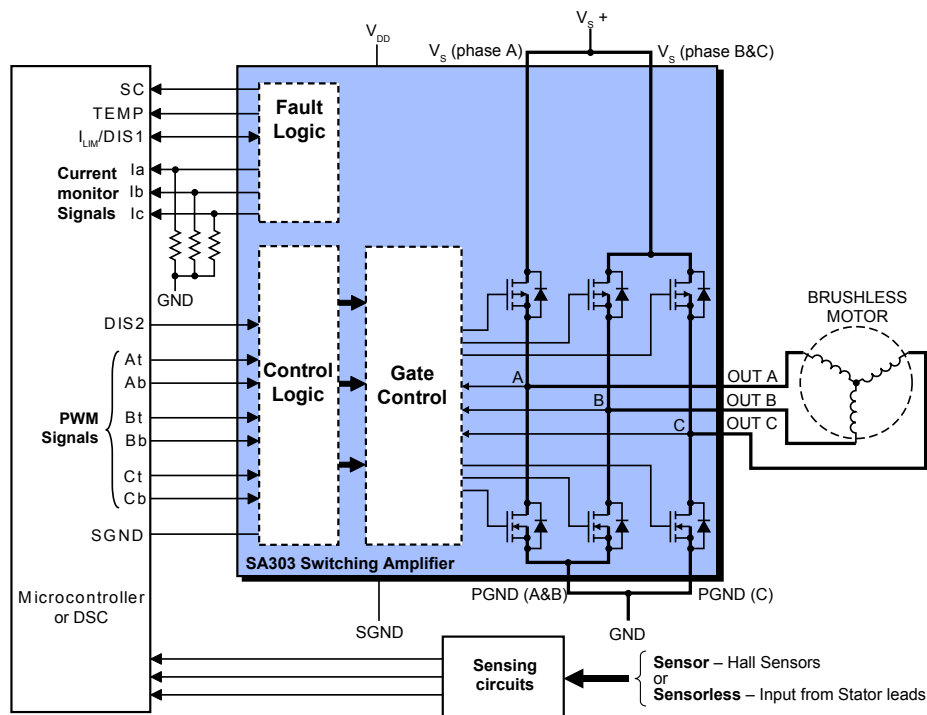 V_S +
V_DD
V_S (phase A)
V_S (phase B&C)
SC
TEMP
I_LIM/DIS1
Current
monitor
Signals
Ia
Ib
Ic
GND
Fault
Logic
DIS2
At
Ab
PWM
Signals
Bt
Bb
Ct
Cb
SGND
Control
Logic
Gate
Control
A
B
C
OUT A
OUT B
OUT C
BRUSHLESS
MOTOR
SA303 Switching Amplifier
PGND (A&B)
PGND (C)
SGND
GND
Microcontroller
or DSC
Sensing
circuits
Sensor – Hall Sensors
or
Sensorless – Input from Stator leads